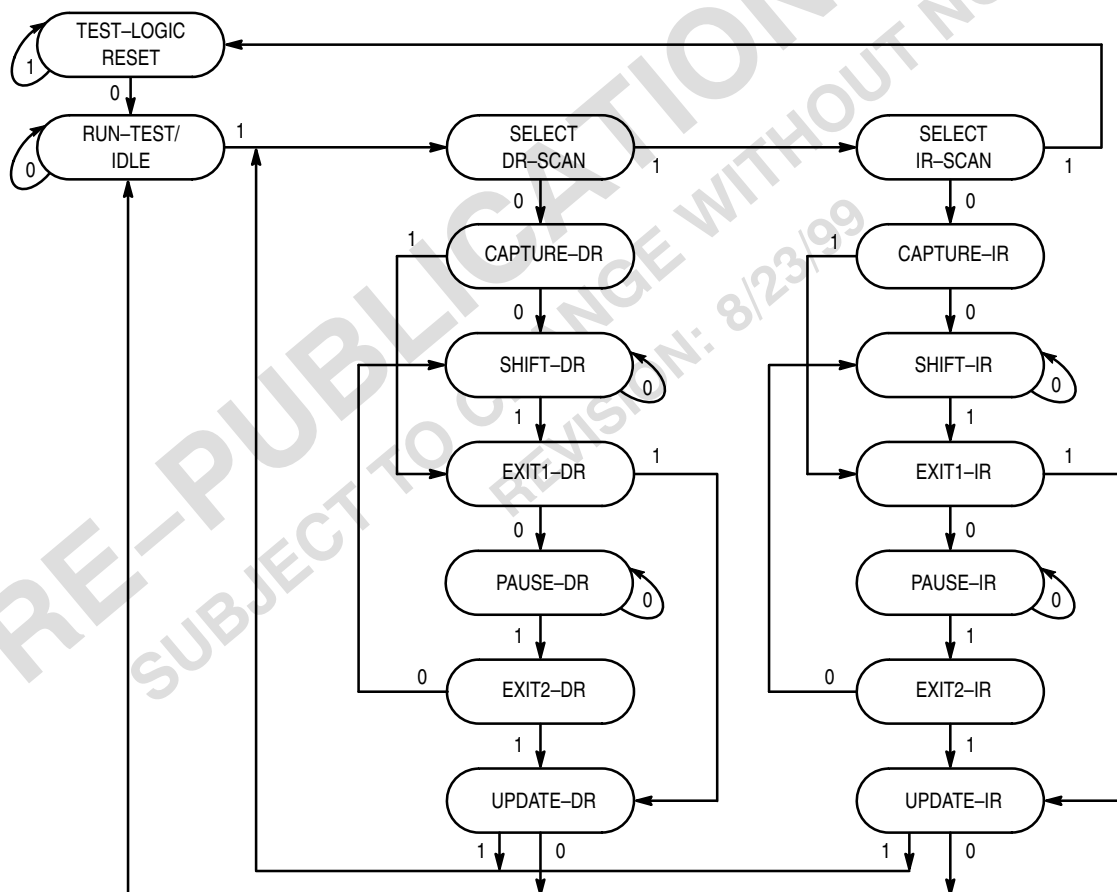 TEST–LOGIC
RESET
1
0
RUN–TEST/
IDLE
0
1
SELECT
DR–SCAN
1
0
SELECT
IR–SCAN
1
0
1
CAPTURE–DR
0
1
CAPTURE–IR
0
SHIFT–DR
0
1
SHIFT–IR
0
1
EXIT1–DR
1
0
EXIT1–IR
1
0
PAUSE–DR
0
1
PAUSE–IR
0
1
0
EXIT2–DR
1
0
EXIT2–IR
1
UPDATE–DR
1
0
UPDATE–IR
1
0
RE–PUBLICATION
SUBJECT TO CHANGE WITHOUT
REVISION: 8/23/99